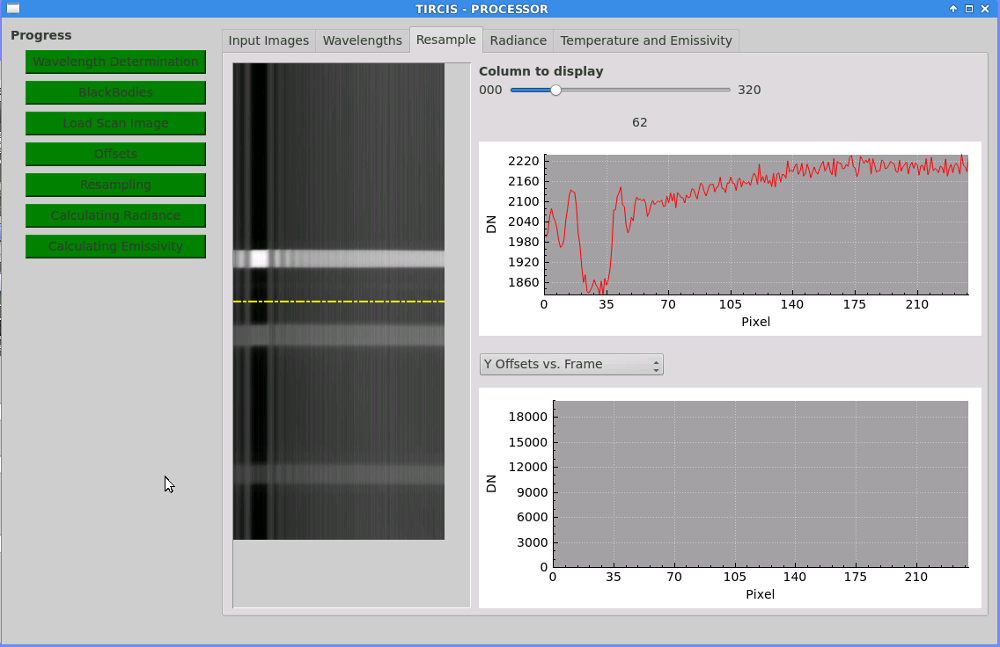 TIRCIS - PROCESSOR
Progress
Wavelength Determination
BlackBodies
Load Scan Image
Offsets
Resampling
Calculating Radiance
Calculating Emissivity
Input Images Wavelengths Resample Radiance Temperature and Emissivity
Column to display
000 320
62
DN
2220
2160
2100
2040
1980
1920
1860
0 35 70 105 140 175 210
Pixel
Y Offsets vs. Frame
DN
18000
15000
12000
9000
6000
3000
0
0 35 70 105 140 175 210
Pixel